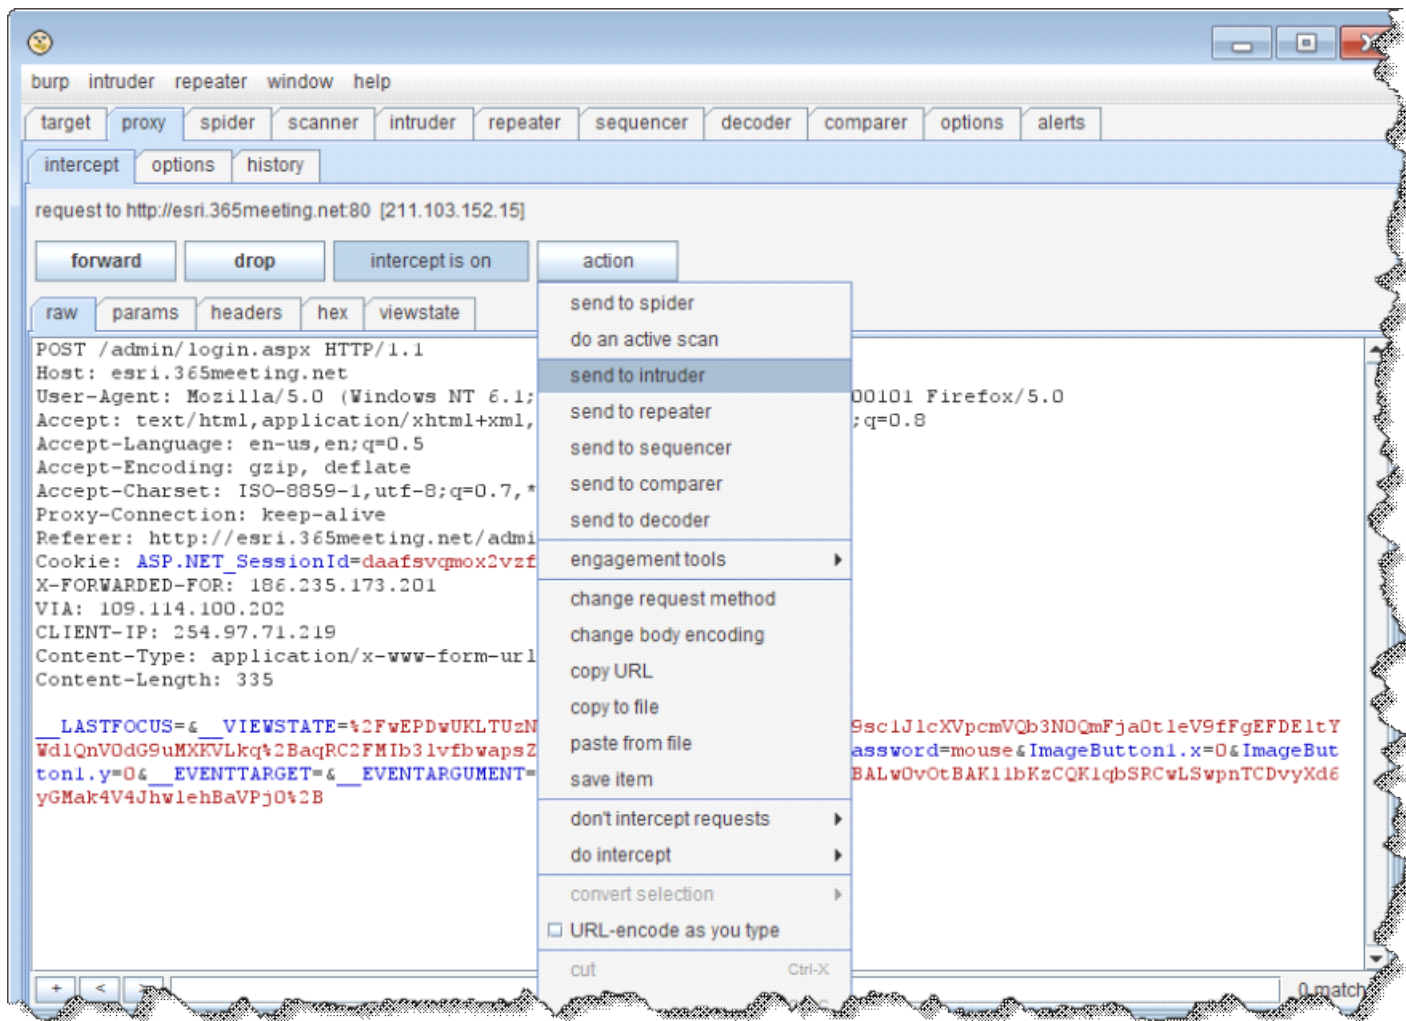 burp intruder repeater window help
target proxy spider scanner intruder repeater sequencer decoder comparer options alerts
intercept options history
request to http://esri.365meeting.net:80 [211.103.152.15]
forward drop intercept is on action
raw params headers hex viewstate
POST /admin/login.aspx HTTP/1.1
Host: esri.365meeting.net
User-Agent: Mozilla/5.0 (Windows NT 6.1; 00101 Firefox/5.0
Accept: text/html,application/xhtml+xml, ;q=0.8
Accept-Language: en-us,en;q=0.5
Accept-Encoding: gzip, deflate
Accept-Charset: ISO-8859-1,utf-8;q=0.7,*
Proxy-Connection: keep-alive
Referer: http://esri.365meeting.net/admi
Cookie: ASP.NET_SessionId=daafsvqmox2vzf
X-FORWARDED-FOR: 186.235.173.201
VIA: 109.114.100.202
CLIENT-IP: 254.97.71.219
Content-Type: application/x-www-form-url
Content-Length: 335
__LASTFOCUS=&__VIEWSTATE=%2FwEPDwUKLTUzN 9sc1J1cXVpcmVQb3N0QmFja0tleV9fFgEFDEltY
WdlQnV0dG9uMXKVLkq%2BaqRC2FMIb3lvfbwapsZ assword=mouse&ImageButton1.x=0&ImageBut
ton1.y=0&__EVENTTARGET=&__EVENTARGUMENT= BALw0vOtBAK11bKzCQK1qbSRCwLSwpnTCDvyXd6
yGMak4V4JhwlehBaVPjO%2B
send to spider
do an active scan
send to intruder
send to repeater
send to sequencer
send to comparer
send to decoder
engagement tools
change request method
change body encoding
copy URL
copy to file
paste from file
save item
don't intercept requests
do intercept
convert selection
URL-encode as you type
cut Ctrl-X
+ < 0 match